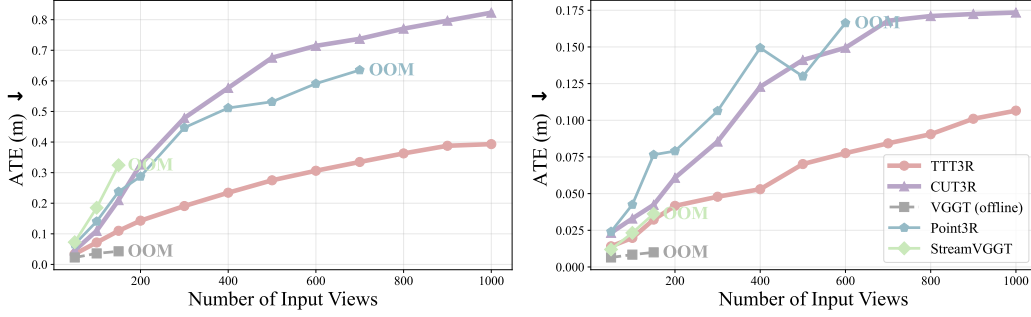 0.8
0.7
0.6
0.5
0.4
0.3
0.2
0.1
0.0
ATE (m) ↓
OOM
OOM
OOM
200
400
600
800
1000
Number of Input Views
0.175
0.150
0.125
0.100
0.075
0.050
0.025
0.000
ATE (m) ↓
OOM
OOM
OOM
TTT3R
CUT3R
VGGT (offline)
Point3R
StreamVGGT
200
400
600
800
1000
Number of Input Views